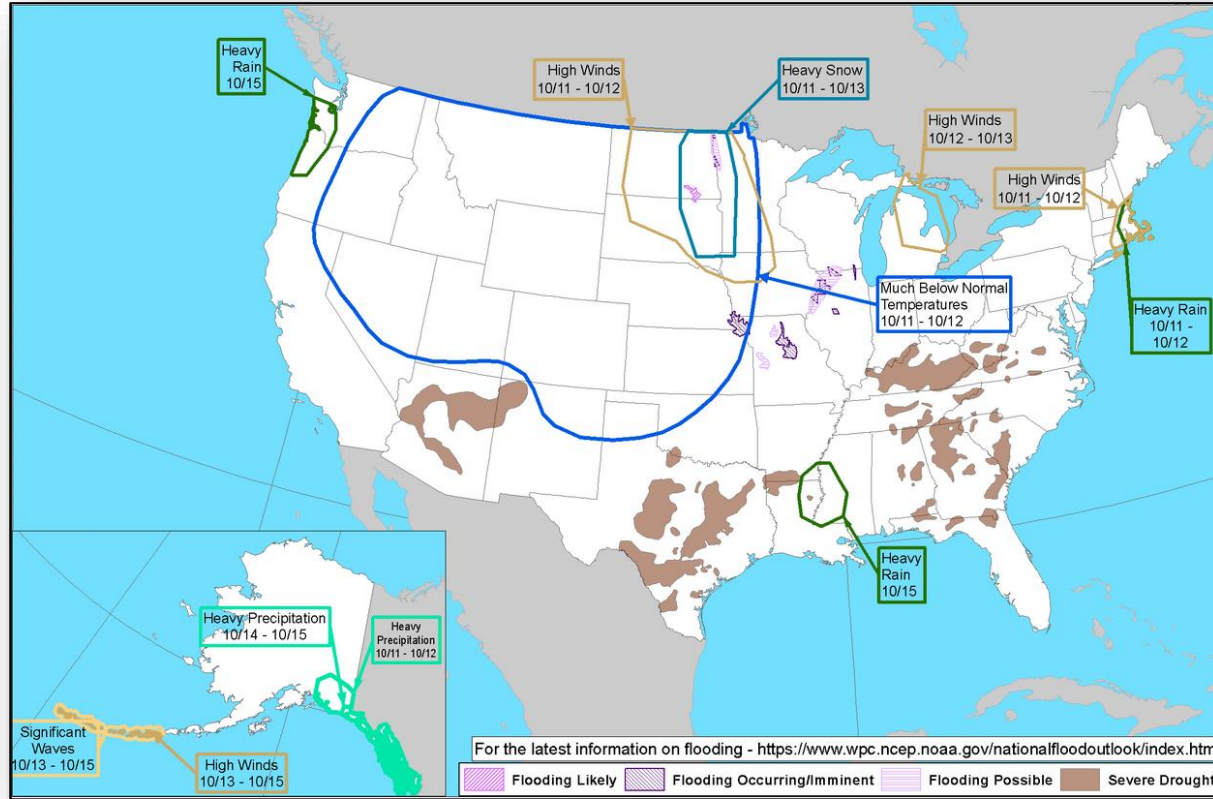 Heavy
Rain
10/15
High Winds
10/11 - 10/12
Heavy Snow
10/11 - 10/13
High Winds
10/12 - 10/13
High Winds
10/11 - 10/12
Much Below Normal
Temperatures
10/11 - 10/12
Heavy Rain
10/11 -
10/12
Heavy
Rain
10/15
Heavy Precipitation
10/14 - 10/15
Heavy
Precipitation
10/11 - 10/12
Significant
Waves
10/13 - 10/15
High Winds
10/13 - 10/15
For the latest information on flooding - https://www.wpc.ncep.noaa.gov/nationalfloodoutlook/index.htm
Flooding Likely
Flooding Occurring/Imminent
Flooding Possible
Severe Drought